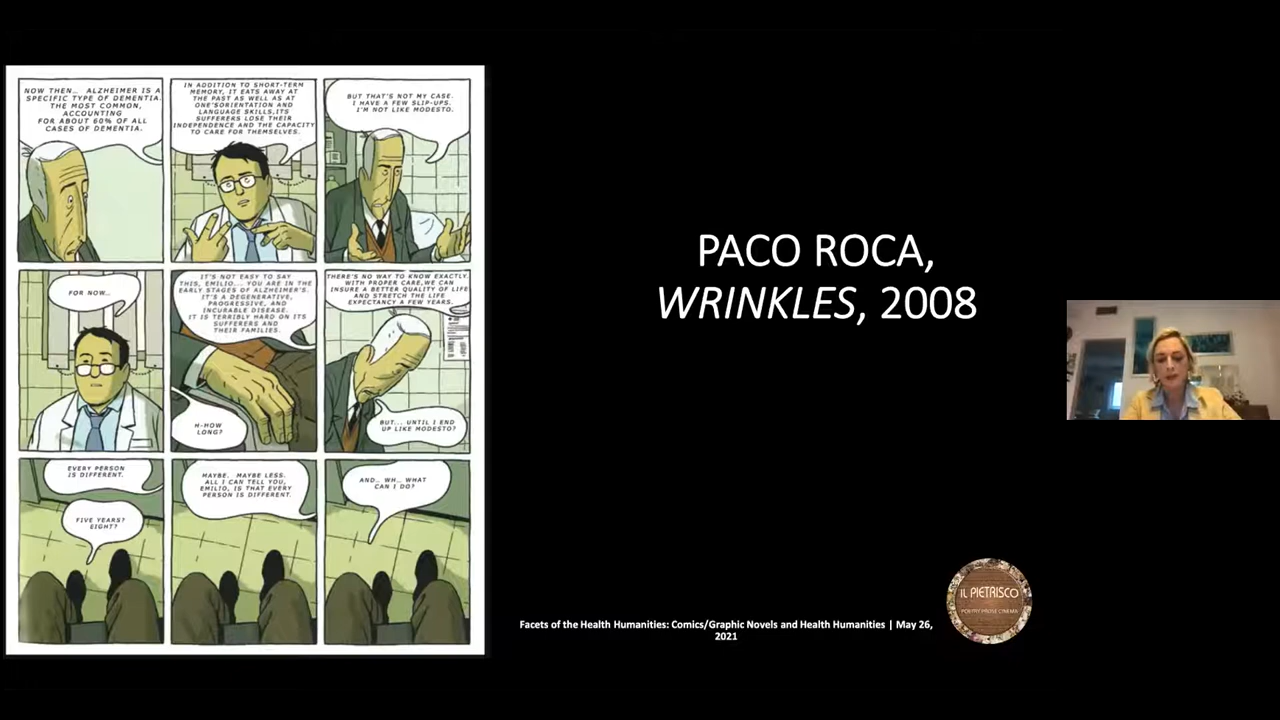 NOW THEN... ALZHEIMER IS A
SPECIFIC TYPE OF DEMENTIA.
THE MOST COMMON,
ACCOUNTING
FOR ABOUT 60% OF ALL
CASES OF DEMENTIA.
IN ADDITION TO SHORT-TERM
MEMORY, IT EATS AWAY AT
THE PAST AS WELL AS AT
ONE'SORIENTATION AND
LANGUAGE SKILLS,ITS
SUFFERERS LOSE THEIR
INDEPENDENCE AND THE CAPACITY
TO CARE FOR THEMSELVES.
BUT THAT'S NOT MY CASE.
I HAVE A FEW SLIP-UPS.
I'M NOT LIKE MODESTO.
FOR NOW...
IT'S NOT EASY TO SAY
THIS, EMILIO... YOU ARE IN THE
EARLY STAGES OF ALZHEIMER'S.
IT'S A DEGENERATIVE,
PROGRESSIVE, AND
INCURABLE DISEASE.
IT IS TERRIBLY HARD ON ITS
SUFFERERS AND
THEIR FAMILIES.
H-HOW
LONG?
THERE'S NO WAY TO KNOW EXACTLY.
WITH PROPER CARE,WE CAN
INSURE A BETTER QUALITY OF LIFE
AND STRETCH THE LIFE
EXPECTANCY A FEW YEARS.
BUT... UNTIL I END
UP LIKE MODESTO?
EVERY PERSON
IS DIFFERENT.
FIVE YEARS?
EIGHT?
MAYBE. MAYBE LESS.
ALL I CAN TELL YOU,
EMILIO, IS THAT EVERY
PERSON IS DIFFERENT.
AND.. WH... WHAT
CAN I DO?
PACO ROCA,
WRINKLES, 2008
Facets of the Health Humanities: Comics/Graphic Novels and Health Humanities | May 26,
2021
IL PIETRISCO
POETRY PROSE CINEMA